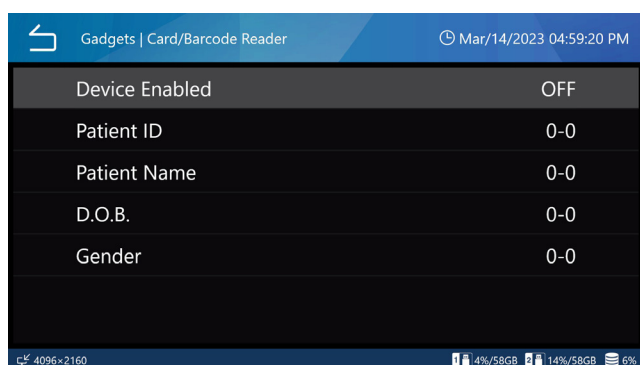 Gadgets | Card/Barcode Reader Mar/14/2023 04:59:20 PM
Device Enabled OFF
Patient ID 0-0
Patient Name 0-0
D.O.B. 0-0
Gender 0-0
4096×2160 1 4%/58GB 2 14%/58GB 6%